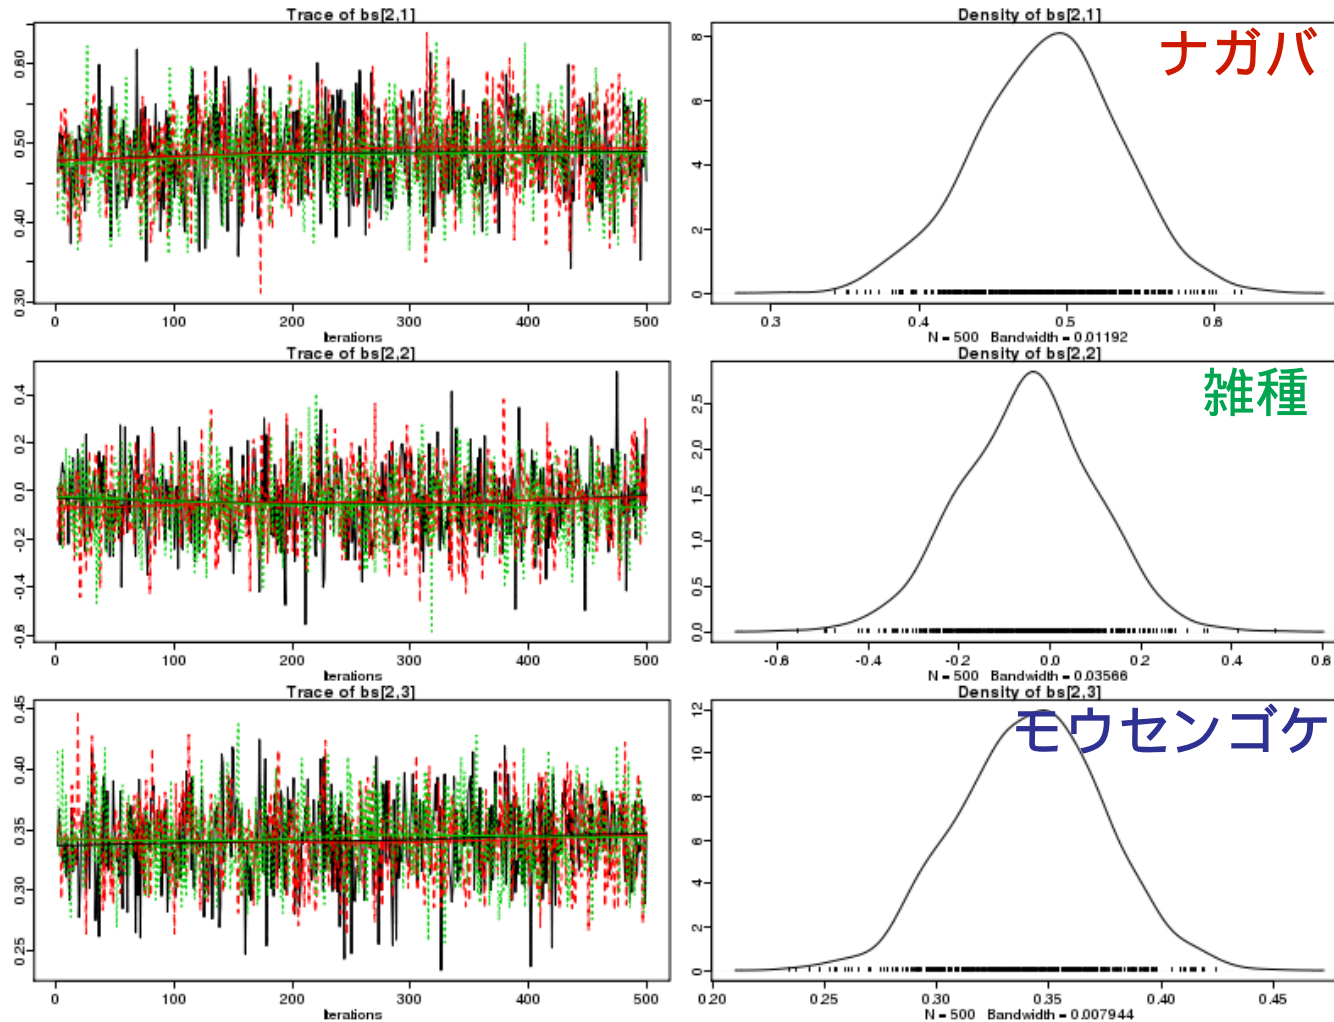 Trace of bs[2,1]
Density of bs[2,1]
ナガバ
0.30 0.40 0.50 0.60
0 100 200 300 400 500
Iterations
0 2 4 6 8
0.3 0.4 0.5 0.6
N = 500 Bandwidth = 0.01192
Trace of bs[2,2]
Density of bs[2,2]
雑種
-0.6 -0.4 -0.2 0.0 0.2 0.4
0 100 200 300 400 500
Iterations
0.0 0.5 1.0 1.5 2.0 2.5
-0.6 -0.4 -0.2 0.0 0.2 0.4 0.6
N = 500 Bandwidth = 0.03566
Trace of bs[2,3]
Density of bs[2,3]
モウセンゴケ
0.25 0.30 0.35 0.40 0.45
0 100 200 300 400 500
Iterations
0 2 4 6 8 10 12
0.20 0.25 0.30 0.35 0.40 0.45
N = 500 Bandwidth = 0.007944